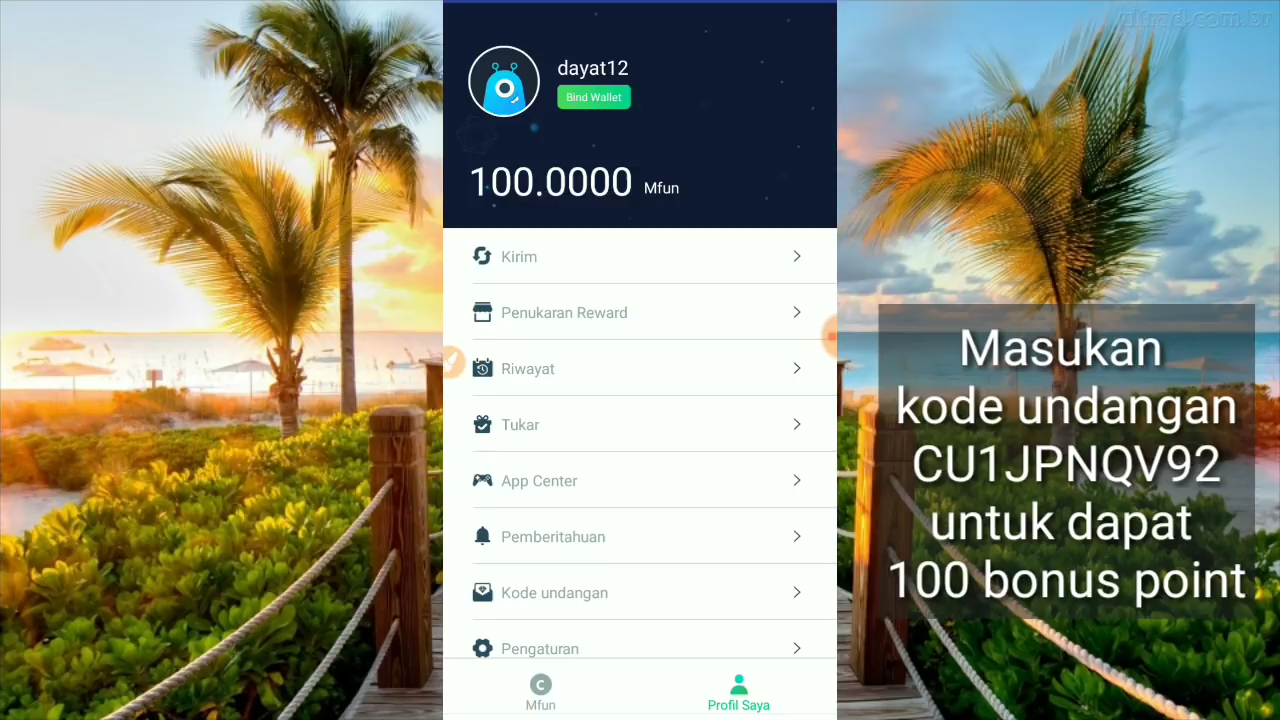 dayat12
Bind Wallet
100.0000 Mfun
Kirim
Penukaran Reward
Riwayat
Tukar
App Center
Pemberitahuan
Kode undangan
Pengaturan
C
Mfun
Profil Saya
Masukan
kode undangan
CU1JPNQV92
untuk dapat
100 bonus point